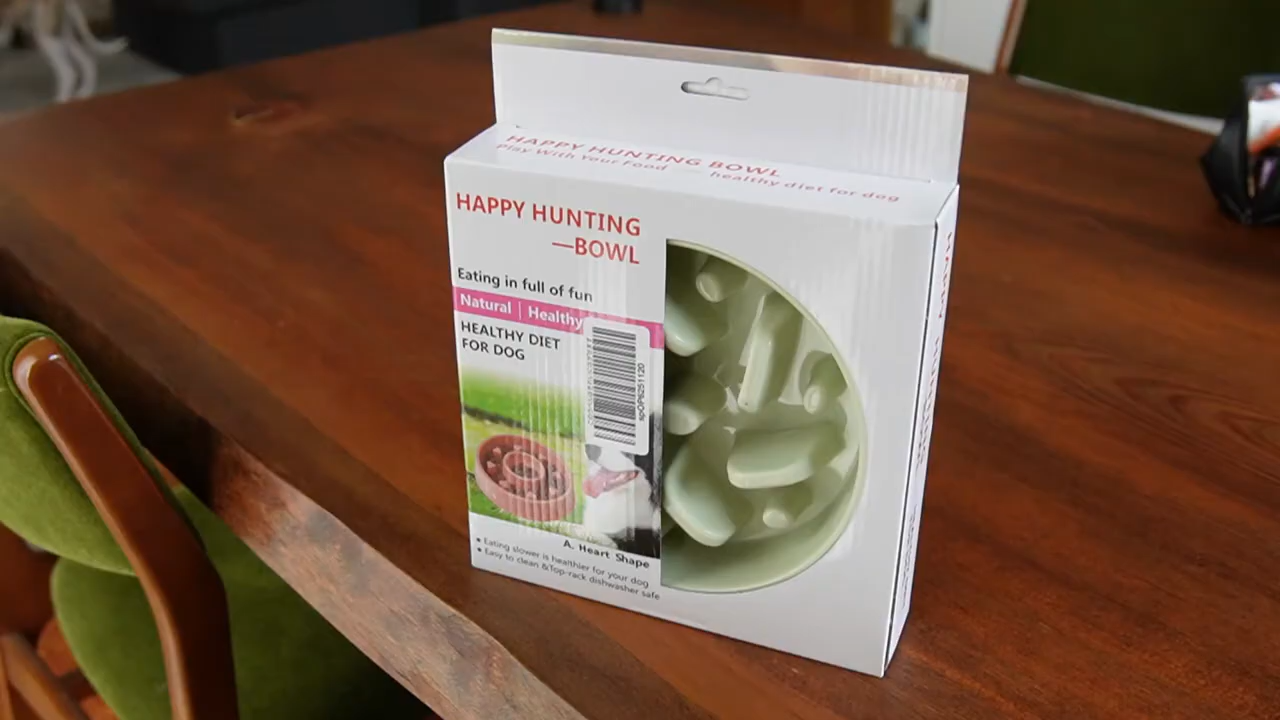 HAPPY HUNTING BOWL
Play With Your Food — healthy diet for dog
HAPPY HUNTING
—BOWL
Eating in full of fun
Natural | Healthy
HEALTHY DIET
FOR DOG
A. Heart Shape
• Eating slower is healthier for your dog
• Easy to clean &Top-rack dishwasher safe
HAPPY HUNTING